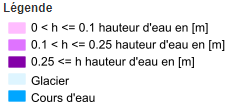 Légende
0 < h <= 0.1 hauteur d'eau en [m]
0.1 < h <= 0.25 hauteur d'eau en [m]
0.25 <= h hauteur d'eau en [m]
Glacier
Cours d'eau